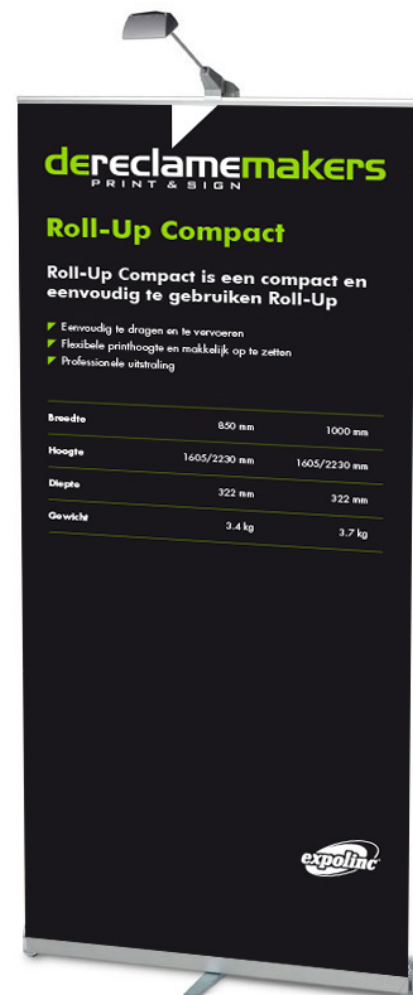 dereclamemakers
PRINT & SIGN
Roll-Up Compact
Roll-Up Compact is een compact en
eenvoudig te gebruiken Roll-Up
Eenvoudig te dragen en te vervoeren
Flexibele printhoogte en makkelijk op te zetten
Professionele uitstraling
Breedte 850 mm 1000 mm
Hoogte 1605/2230 mm 1605/2230 mm
Diepte 322 mm 322 mm
Gewicht 3.4 kg 3.7 kg
expolinc